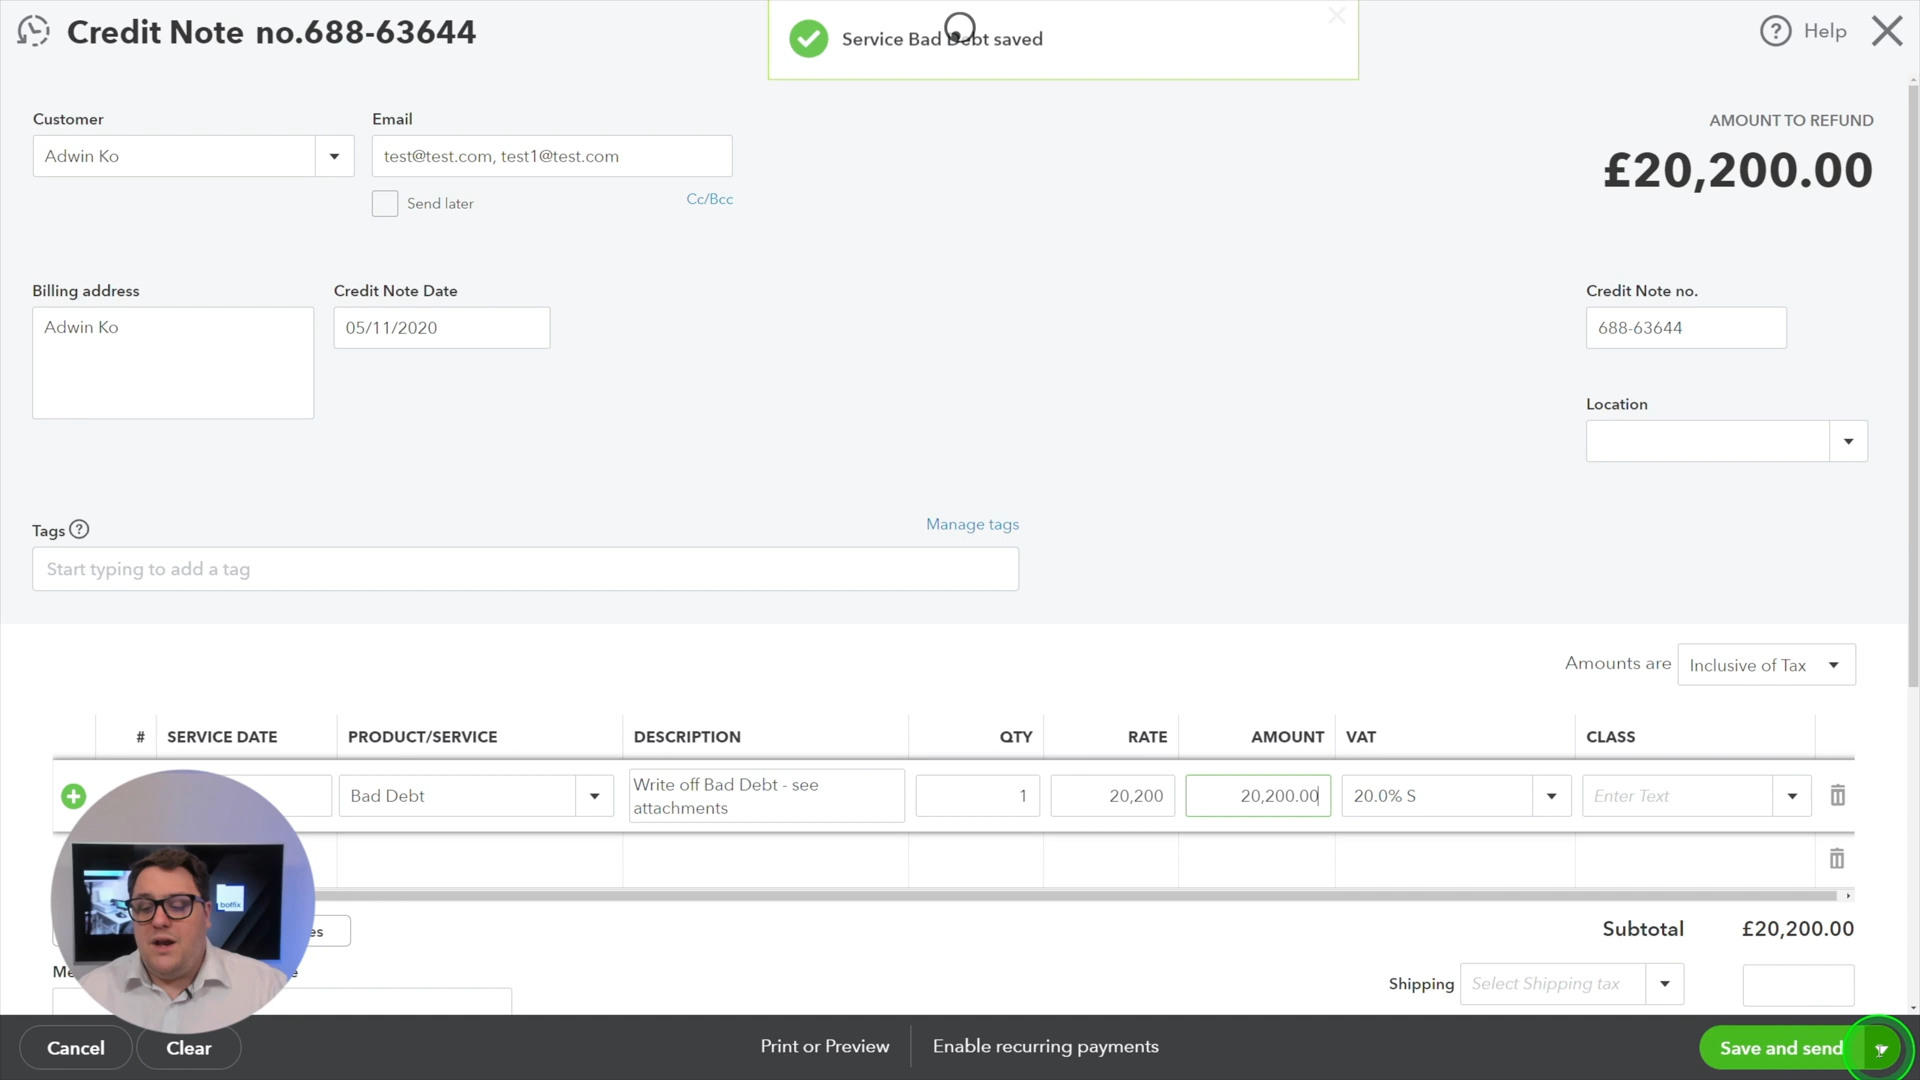 Credit Note no.688-63644
Service Bad Debt saved
Help
Customer
Email
AMOUNT TO REFUND
Adwin Ko
test@test.com, test1@test.com
£20,200.00
Send later
Cc/Bcc
Billing address
Credit Note Date
Credit Note no.
Adwin Ko
05/11/2020
688-63644
Location
Tags
Manage tags
Start typing to add a tag
Amounts are
Inclusive of Tax
# SERVICE DATE PRODUCT/SERVICE DESCRIPTION QTY RATE AMOUNT VAT CLASS
Bad Debt
Write off Bad Debt - see
attachments
1
20,200
20,200.00
20.0% S
Enter Text
boffix
Subtotal £20,200.00
Shipping
Select Shipping tax
Cancel
Clear
Print or Preview
Enable recurring payments
Save and send